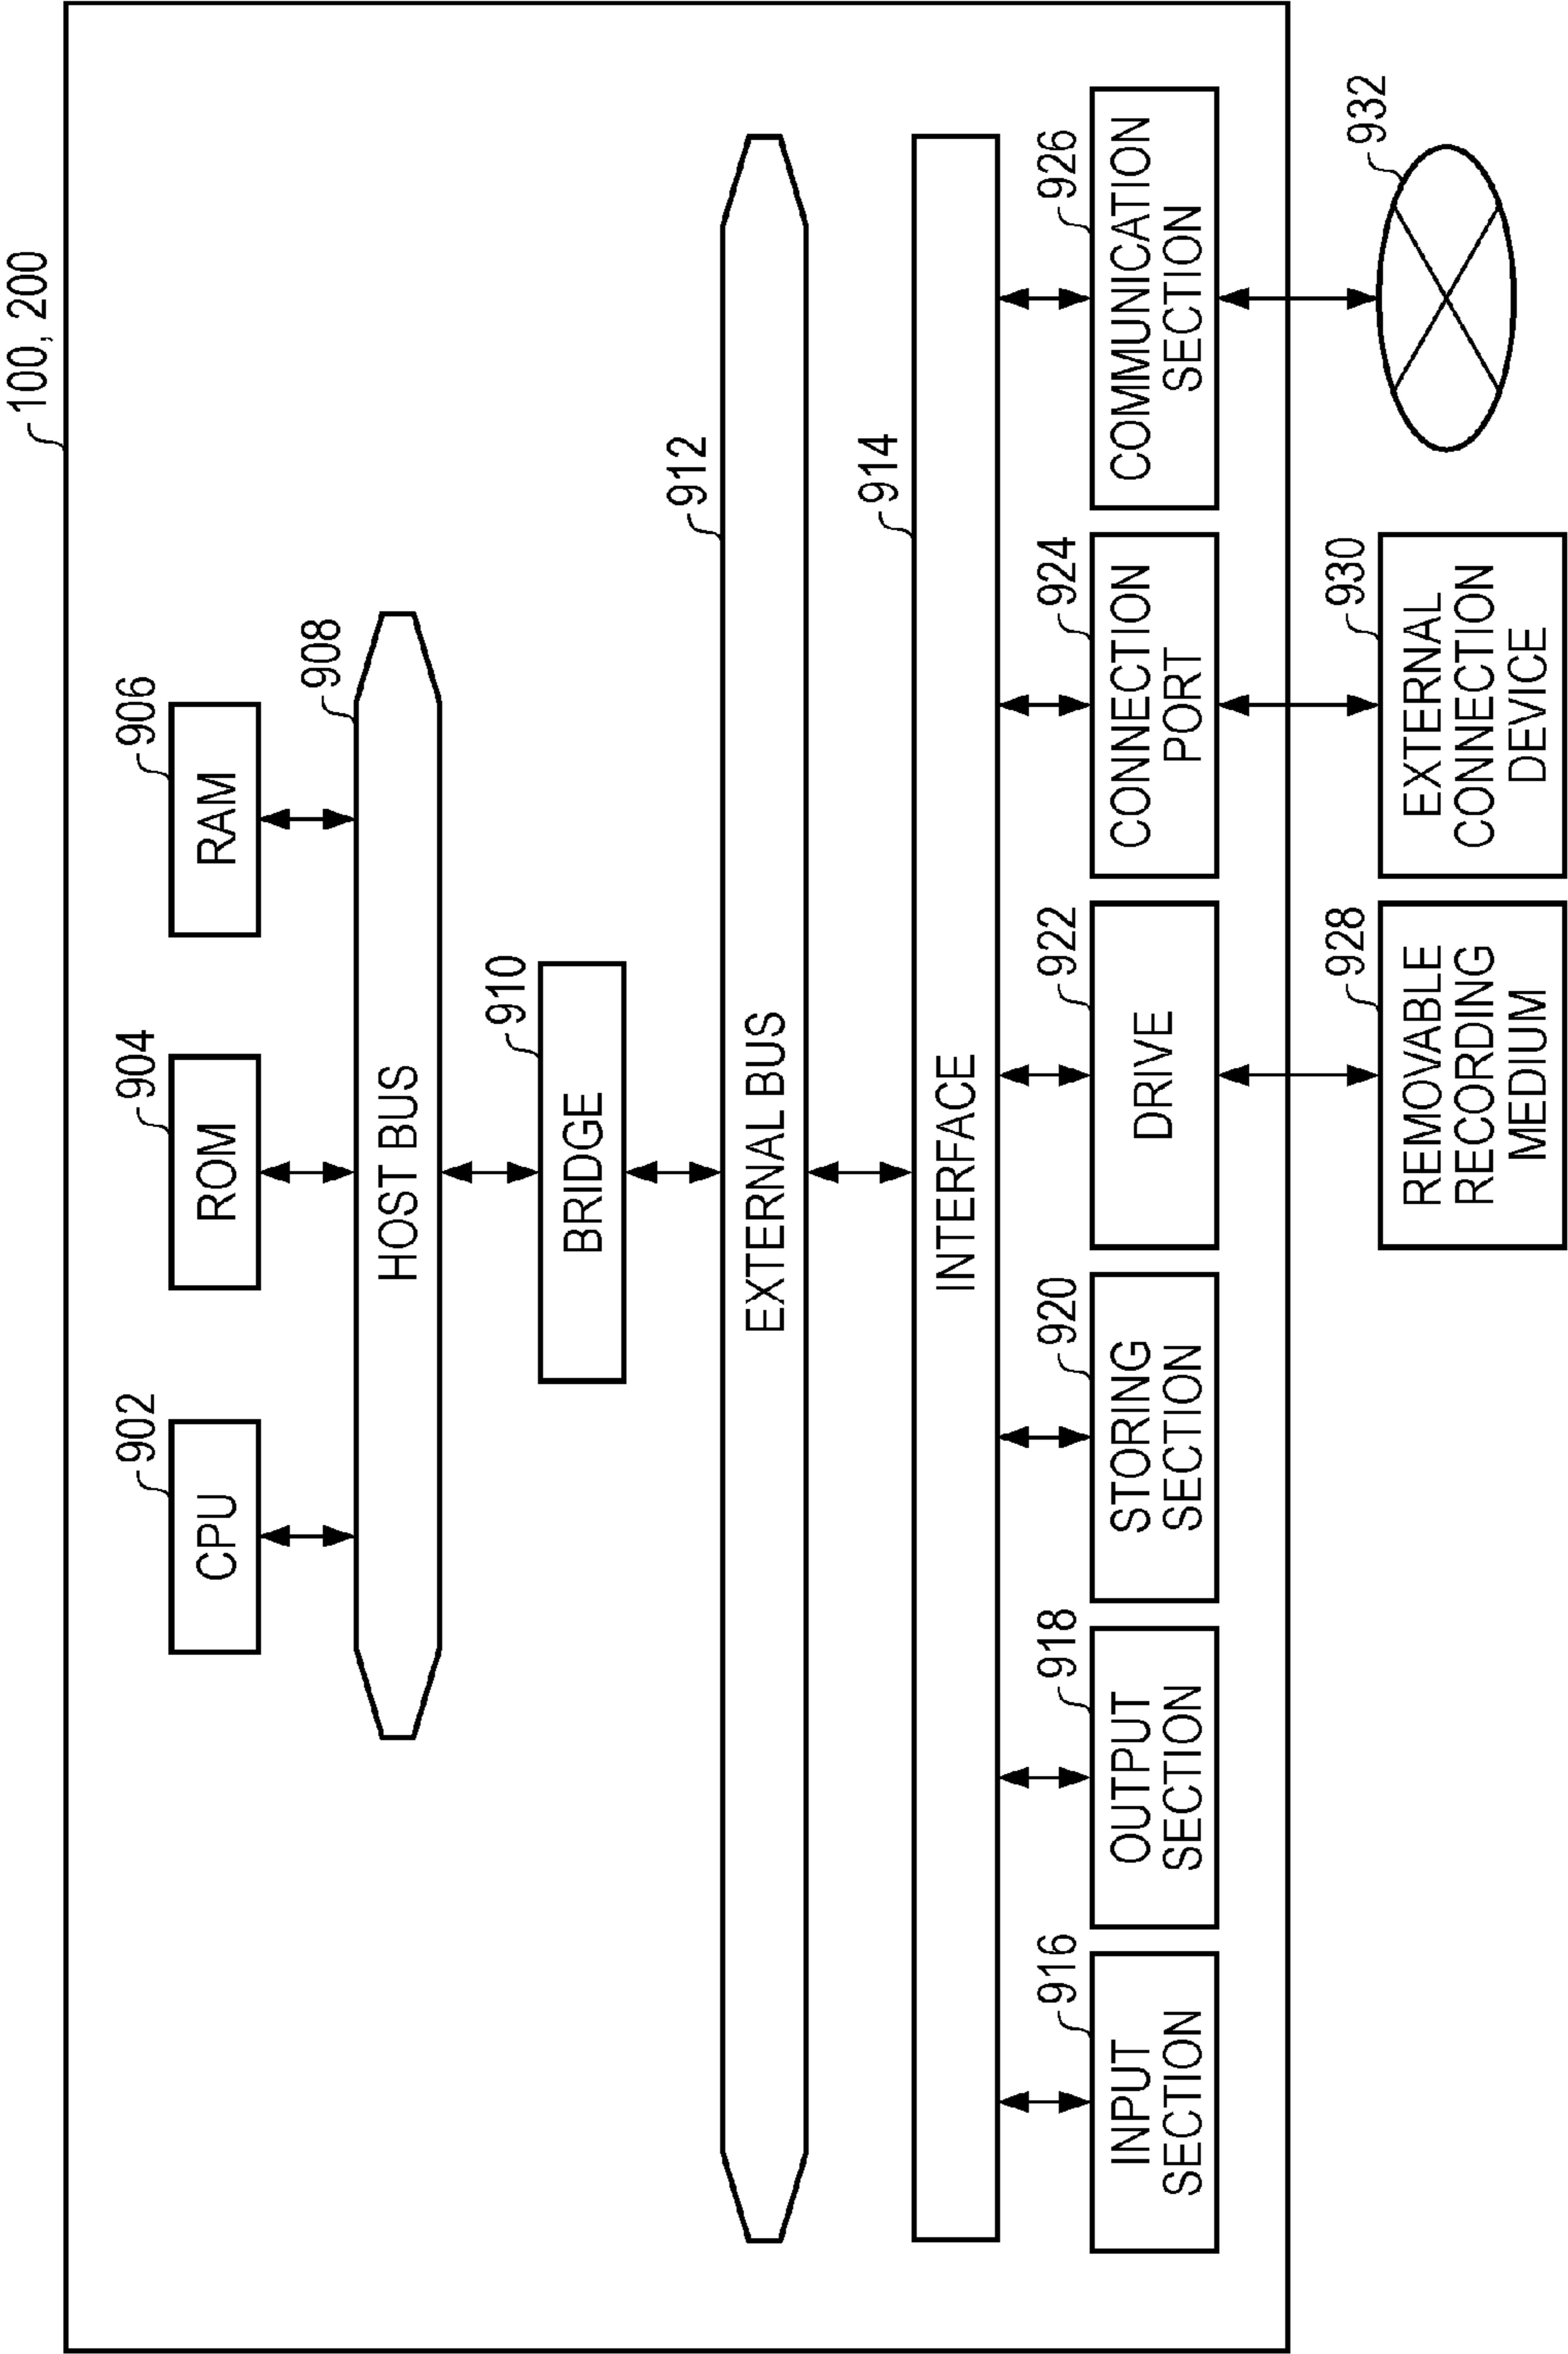 100, 200
902
904
906
CPU
ROM
RAM
908
HOST BUS
910
BRIDGE
912
EXTERNAL BUS
914
INTERFACE
916
918
920
922
924
926
INPUT
SECTION
OUTPUT
SECTION
STORING
SECTION
DRIVE
CONNECTION
PORT
COMMUNICATION
SECTION
928
930
932
REMOVABLE
RECORDING
MEDIUM
EXTERNAL
CONNECTION
DEVICE